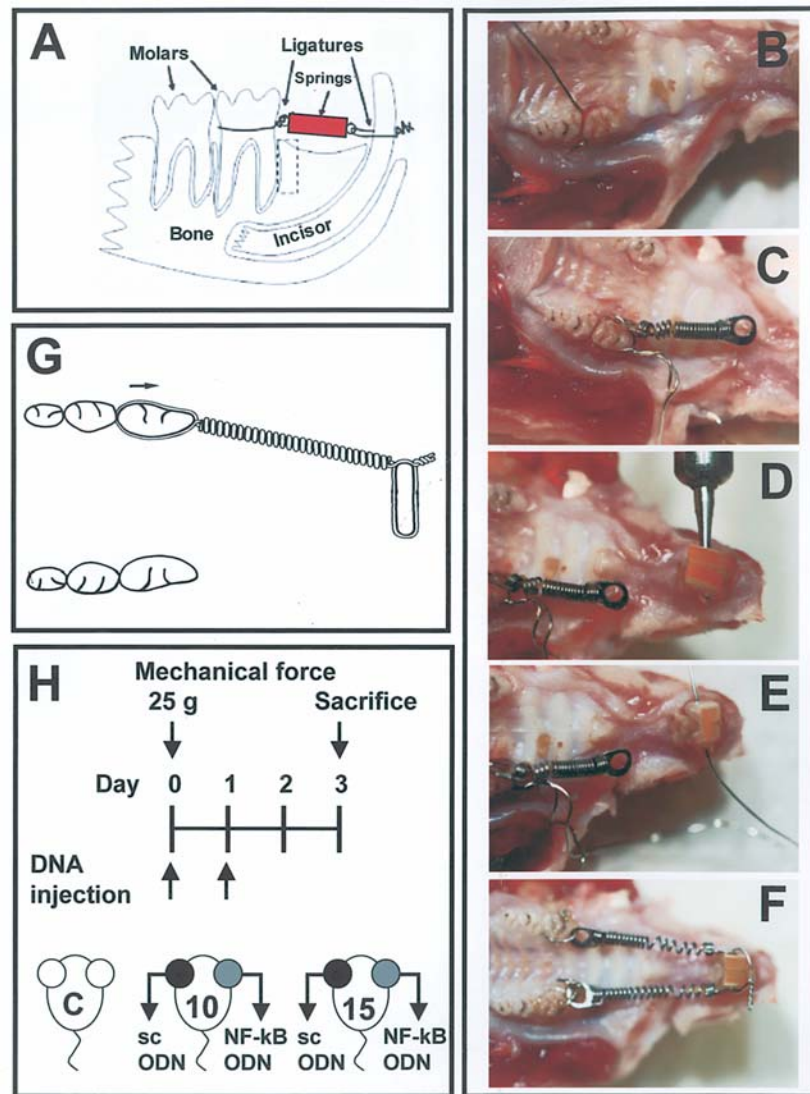 A
Molars
Ligatures
Springs
Bone
Incisor
G
H
Mechanical force
25 g Sacrifice
Day 0 1 2 3
DNA
injection
C
10
15
sc
ODN
NF-kB
ODN
sc
ODN
NF-kB
ODN
B
C
D
E
F